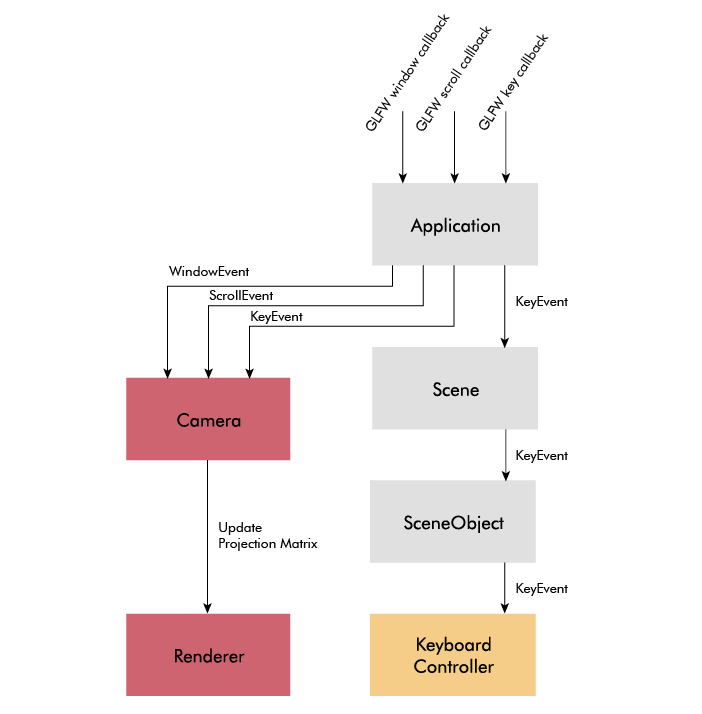 GLFW window callback
GLFW scroll callback
GLFW key callback
Application
WindowEvent
ScrollEvent
KeyEvent
KeyEvent
Camera
Scene
KeyEvent
SceneObject
Update
Projection Matrix
KeyEvent
Renderer
Keyboard
Controller